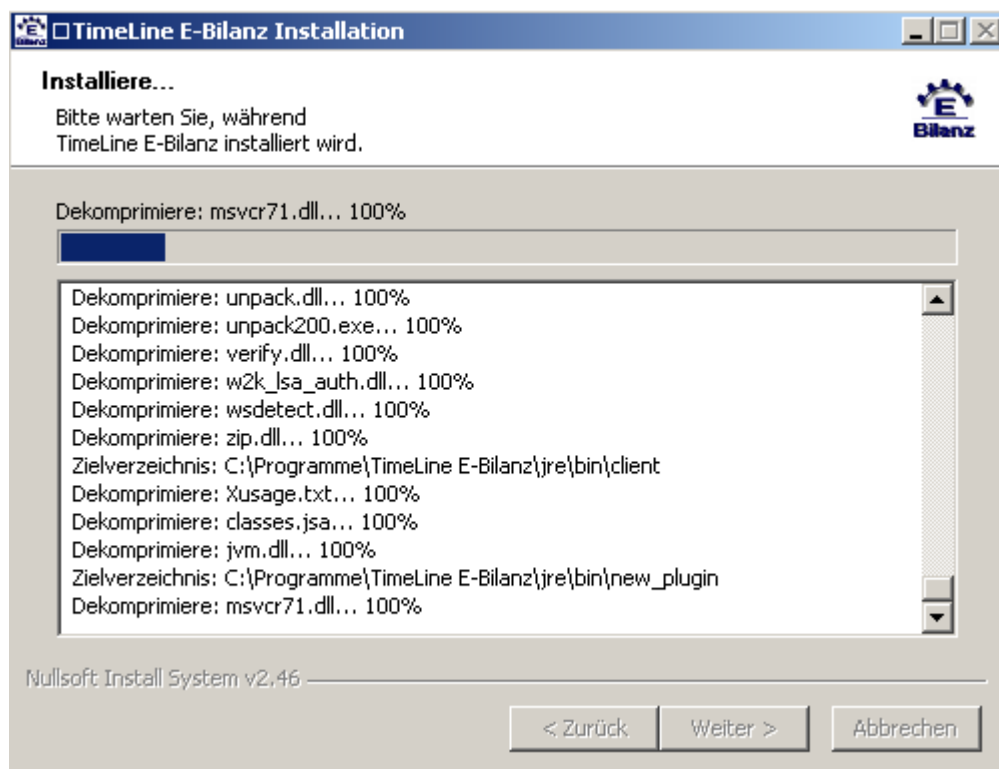 E
Bilanz
□TimeLine E-Bilanz Installation
Installiere...
Bitte warten Sie, während
TimeLine E-Bilanz installiert wird.
E
Bilanz
Dekomprimiere: msvcr71.dll... 100%
Dekomprimiere: unpack.dll... 100%
Dekomprimiere: unpack200.exe... 100%
Dekomprimiere: verify.dll... 100%
Dekomprimiere: w2k_lsa_auth.dll... 100%
Dekomprimiere: wsdetect.dll... 100%
Dekomprimiere: zip.dll... 100%
Zielverzeichnis: C:\Programme\TimeLine E-Bilanz\jre\bin\client
Dekomprimiere: Xusage.txt... 100%
Dekomprimiere: classes.jsa... 100%
Dekomprimiere: jvm.dll... 100%
Zielverzeichnis: C:\Programme\TimeLine E-Bilanz\jre\bin\new_plugin
Dekomprimiere: msvcr71.dll... 100%
Nullsoft Install System v2.46
< Zurück
Weiter >
Abbrechen